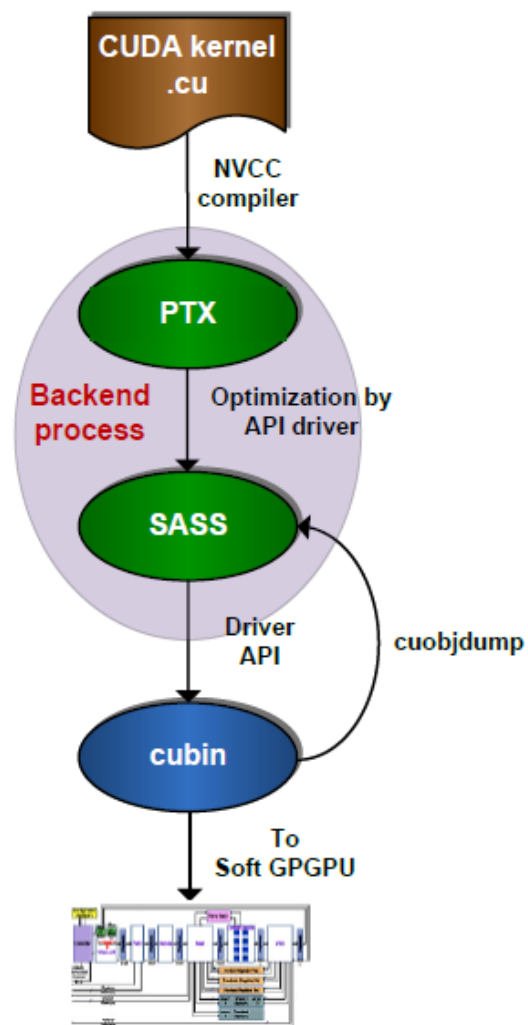 CUDA kernel
.cu
NVCC
compiler
PTX
Backend
process
Optimization by
API driver
SASS
Driver
API
cuobjdump
cubin
To
Soft GPGPU